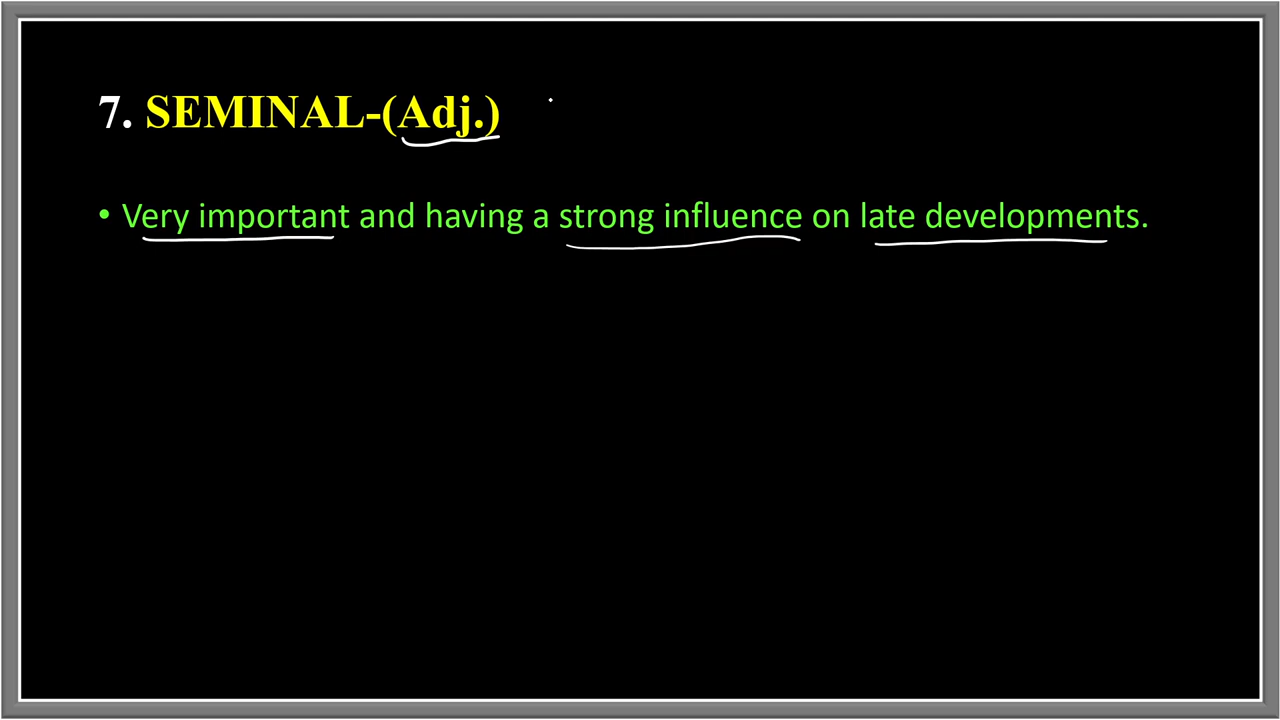 7. SEMINAL-(Adj.)
• Very important and having a strong influence on late developments.